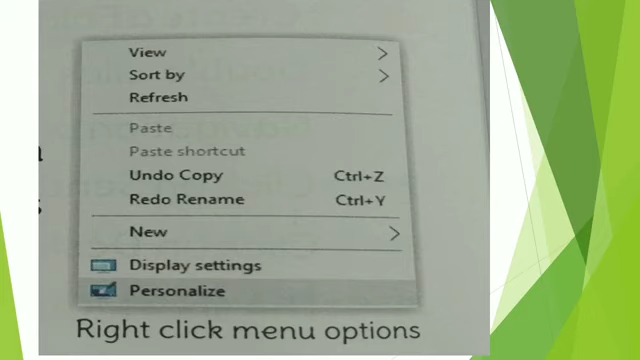 View
Sort by
Refresh
Paste
Paste shortcut
Undo Copy Ctrl+Z
Redo Rename Ctrl+Y
New
Display settings
Personalize
Right click menu options